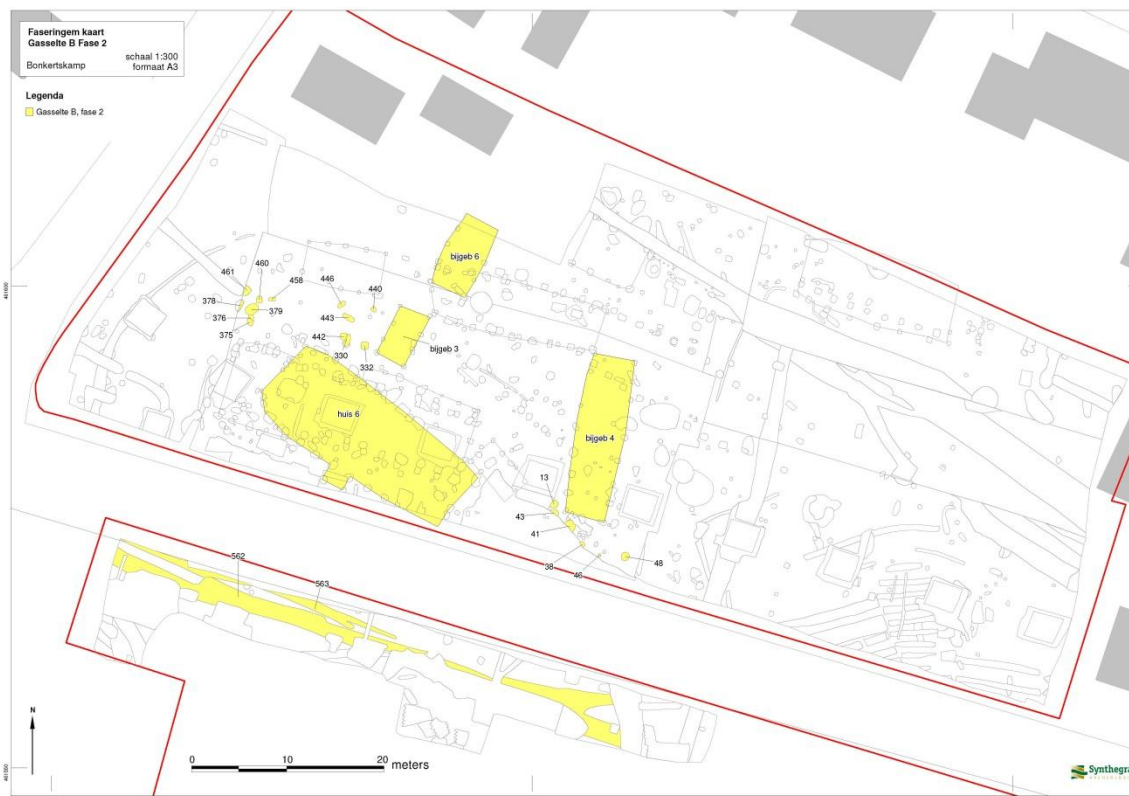 Faseringem kaart
Gasselte B Fase 2
schaal 1:300
Bonkertskamp
formaat A3
Legenda
Gasselte B, fase 2
bijgeb 6
461
460
458
446
440
378
379
443
376
375
442
330
332
bijgeb 3
huis 6
bijgeb 4
13
43
41
38
46
48
562
563
N
0
10
20
meters